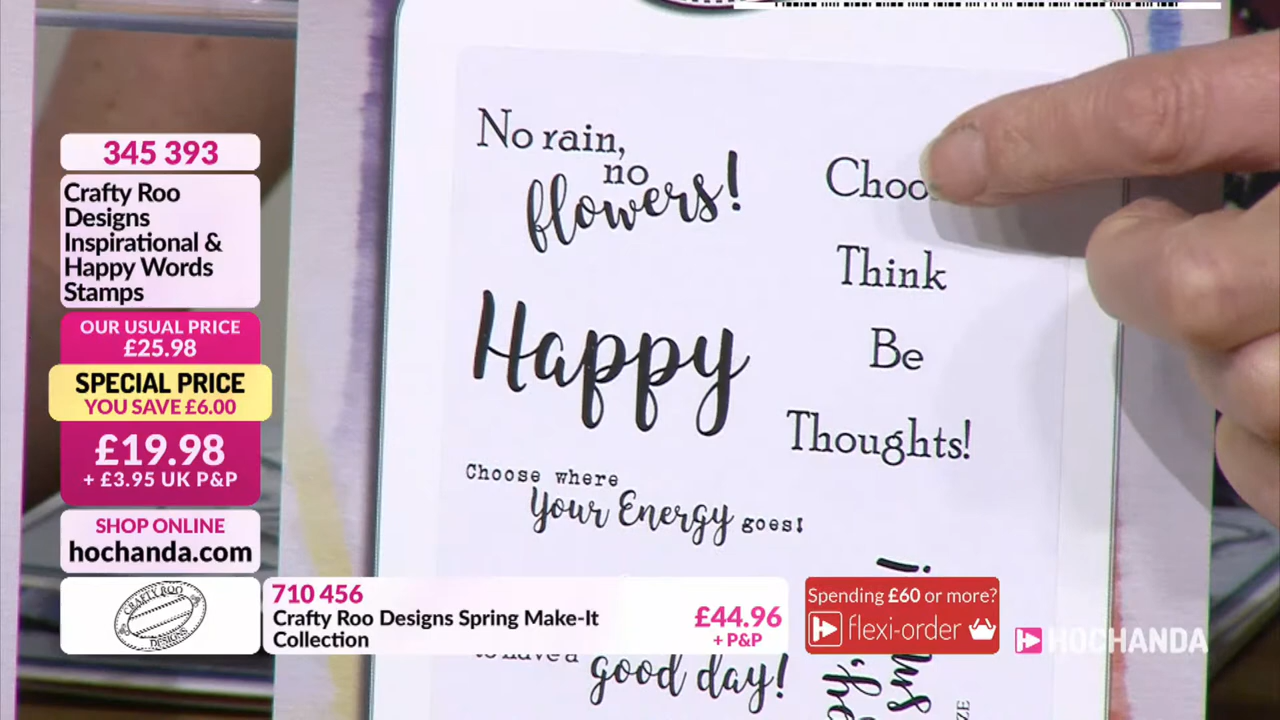 345 393
Crafty Roo
Designs
Inspirational &
Happy Words
Stamps
OUR USUAL PRICE
£25.98
SPECIAL PRICE
YOU SAVE £6.00
£19.98
+ £3.95 UK P&P
SHOP ONLINE
hochanda.com
No rain,
no
flowers!
Happy
Choose where
Your Energy goes!
Think
Be
Thoughts!
good day!
CRAFTY ROO
DESIGNS
710 456
Crafty Roo Designs Spring Make-It
Collection
£44.96
+ P&P
Spending £60 or more?
flexi-order
HOCHANDA